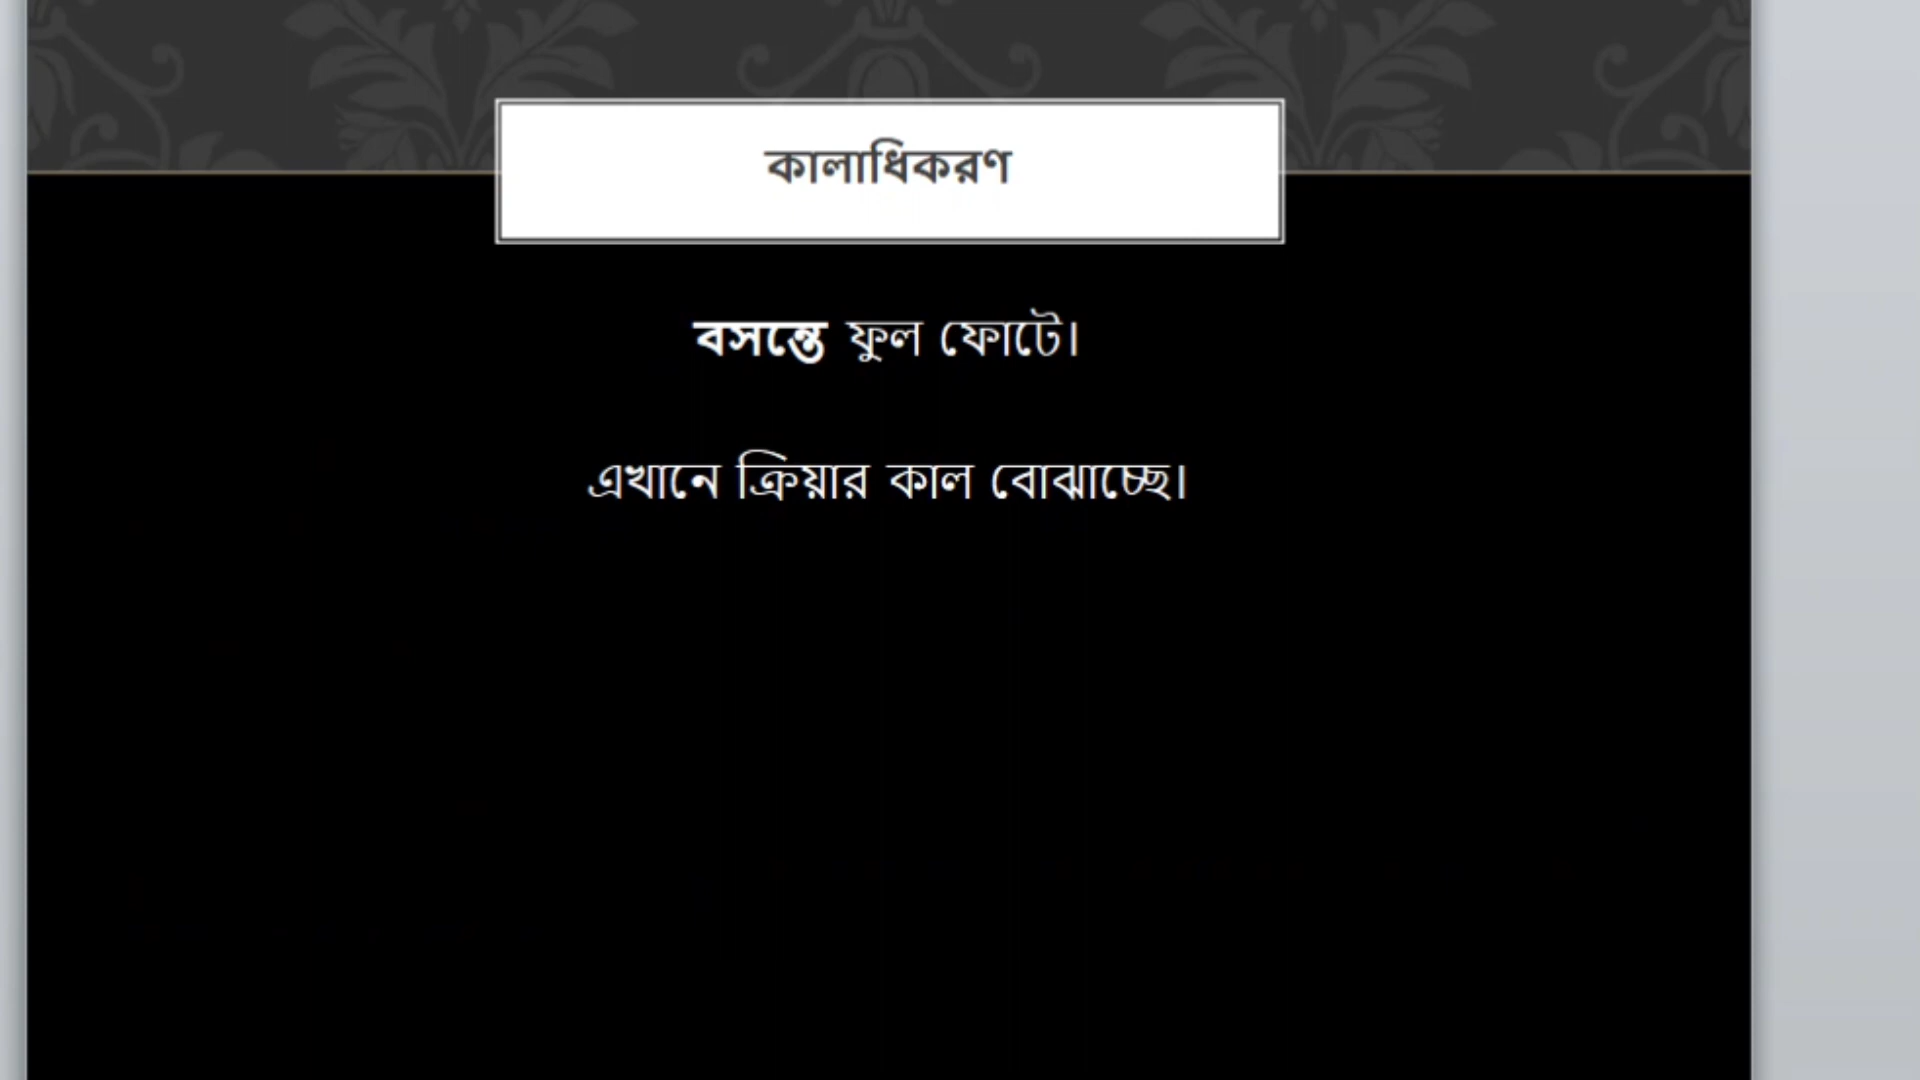 কালাধিকরণ
বসন্তে ফুল ফোটে।
এখানে ক্রিয়ার কাল বোঝাচ্ছে।